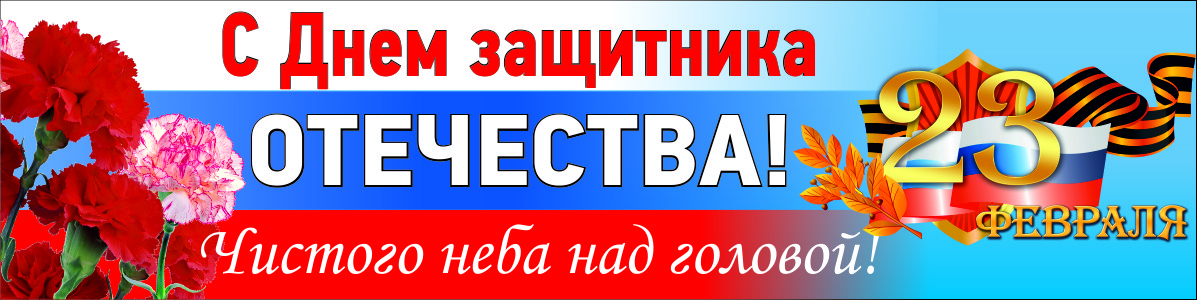 С Днем защитника
ОТЕЧЕСТВА!
Чистого неба над головой!
23
ФЕВРАЛЯ